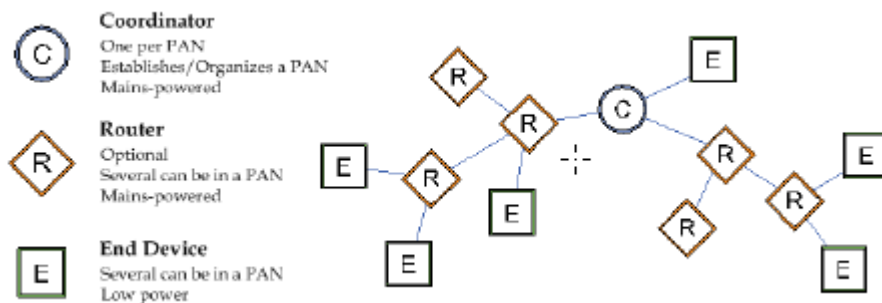 Coordinator
C
One per PAN
Establishes/Organizes a PAN
Mains-powered
Router
R
Optional
Several can be in a PAN
Mains-powered
End Device
E
Several can be in a PAN
Low power
R
E
C
R
R
E
E
R
E
R
R
E
E
E